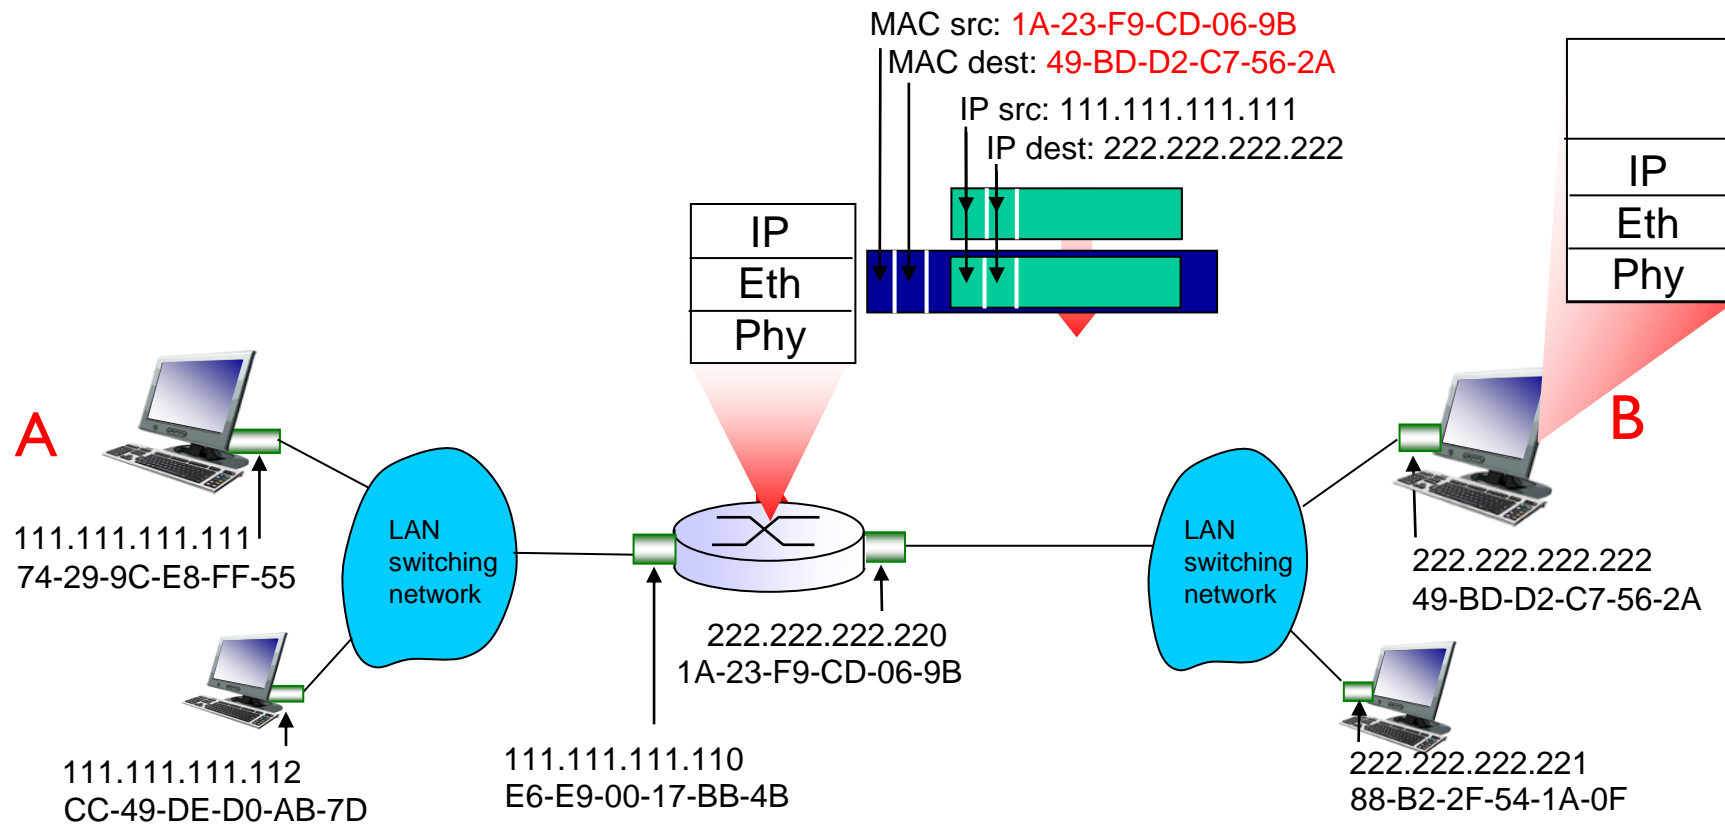 MAC src: 1A-23-F9-CD-06-9B
MAC dest: 49-BD-D2-C7-56-2A
IP src: 111.111.111.111
IP dest: 222.222.222.222
IP
Eth
Phy
IP
Eth
Phy
A
B
111.111.111.111
74-29-9C-E8-FF-55
LAN
switching
network
LAN
switching
network
222.222.222.222
49-BD-D2-C7-56-2A
222.222.222.220
1A-23-F9-CD-06-9B
111.111.111.112
CC-49-DE-D0-AB-7D
111.111.111.110
E6-E9-00-17-BB-4B
222.222.222.221
88-B2-2F-54-1A-0F